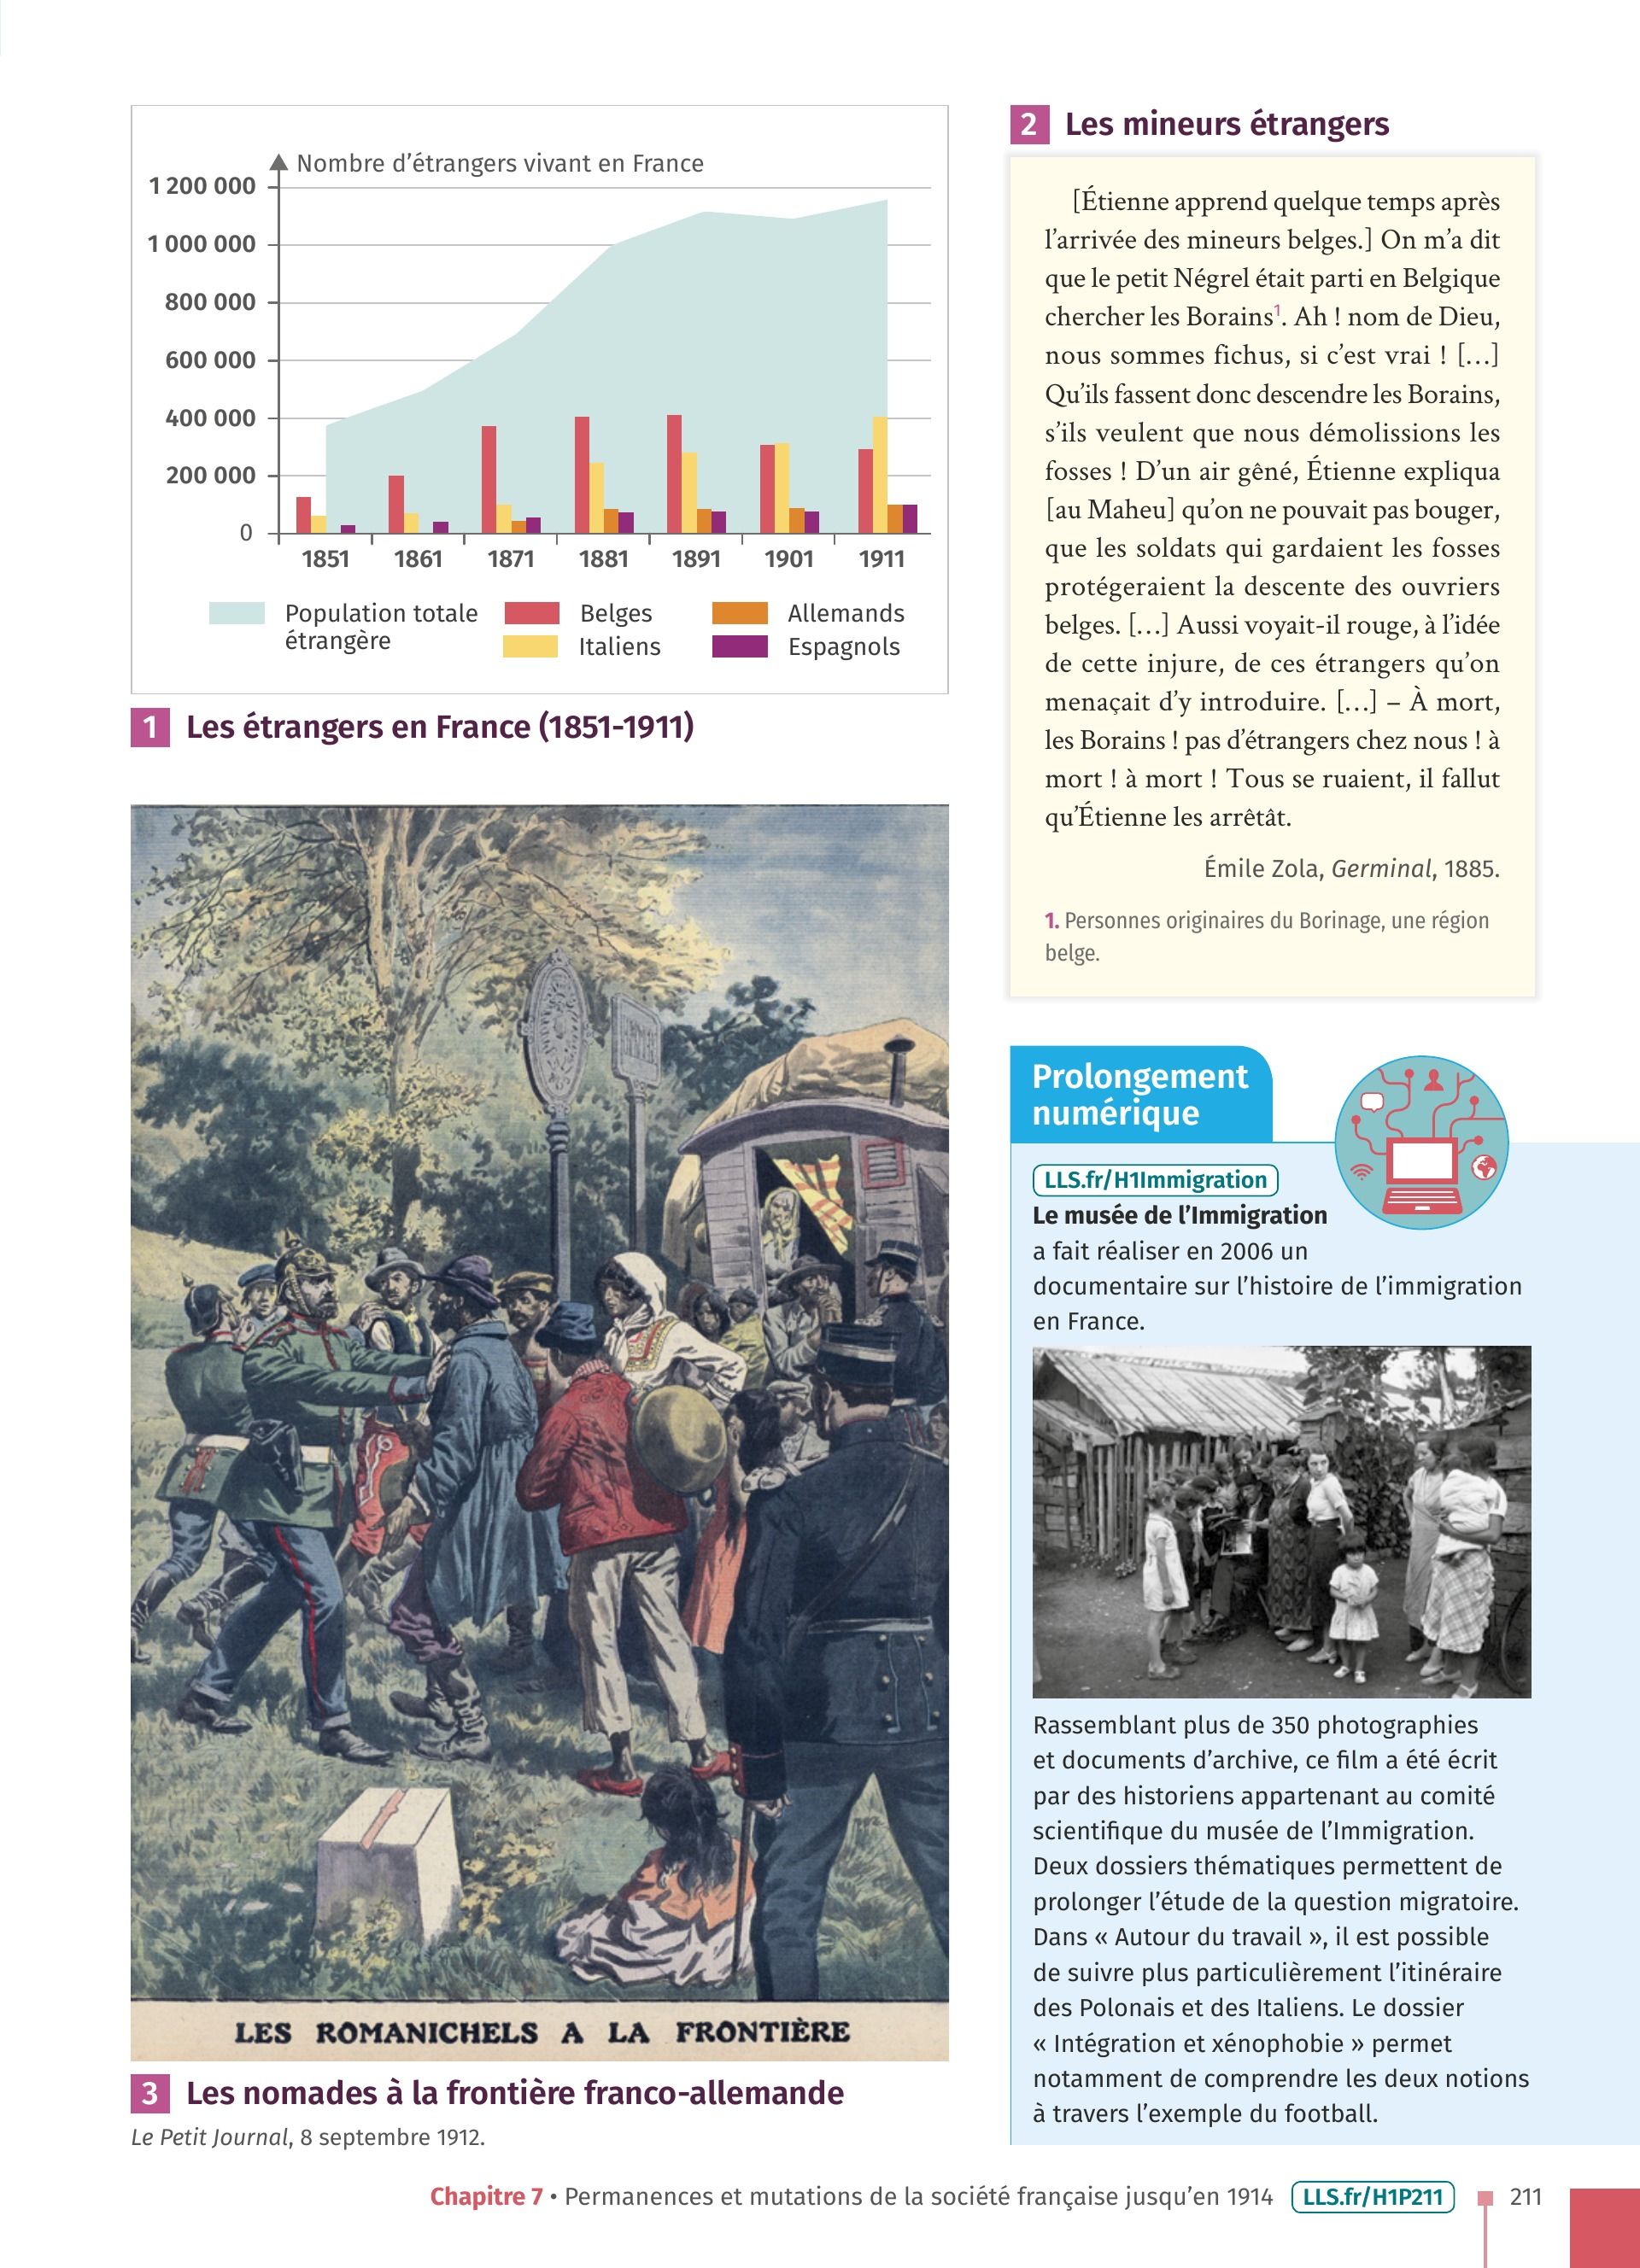 Nombre d’étrangers vivant en France
1 200 000
1 000 000
800 000
600 000
400 000
200 000
0
1851 1861 1871 1881 1891 1901 1911
Population totale étrangère
Belges
Italiens
Allemands
Espagnols
1 Les étrangers en France (1851-1911)
LES ROMANICHELS A LA FRONTIÈRE
3 Les nomades à la frontière franco-allemande
Le Petit Journal, 8 septembre 1912.
2 Les mineurs étrangers
[Étienne apprend quelque temps après
l’arrivée des mineurs belges.] On m’a dit
que le petit Négrel était parti en Belgique
chercher les Borains1. Ah ! nom de Dieu,
nous sommes fichus, si c’est vrai ! […]
Qu’ils fassent donc descendre les Borains,
s’ils veulent que nous démolissions les
fosses ! D’un air gêné, Étienne expliqua
[au Maheu] qu’on ne pouvait pas bouger,
que les soldats qui gardaient les fosses
protégeraient la descente des ouvriers
belges. […] Aussi voyait-il rouge, à l’idée
de cette injure, de ces étrangers qu’on
menaçait d’y introduire. […] – À mort,
les Borains ! pas d’étrangers chez nous ! à
mort ! à mort ! Tous se ruaient, il fallut
qu’Étienne les arrêtât.
Émile Zola, Germinal, 1885.
1. Personnes originaires du Borinage, une région
belge.
Prolongement
numérique
LLS.fr/H1Immigration
Le musée de l’Immigration
a fait réaliser en 2006 un
documentaire sur l’histoire de l’immigration
en France.
Rassemblant plus de 350 photographies
et documents d’archive, ce film a été écrit
par des historiens appartenant au comité
scientifique du musée de l’Immigration.
Deux dossiers thématiques permettent de
prolonger l’étude de la question migratoire.
Dans « Autour du travail », il est possible
de suivre plus particulièrement l’itinéraire
des Polonais et des Italiens. Le dossier
« Intégration et xénophobie » permet
notamment de comprendre les deux notions
à travers l’exemple du football.
Chapitre 7 • Permanences et mutations de la société française jusqu’en 1914 LLS.fr/H1P211 211